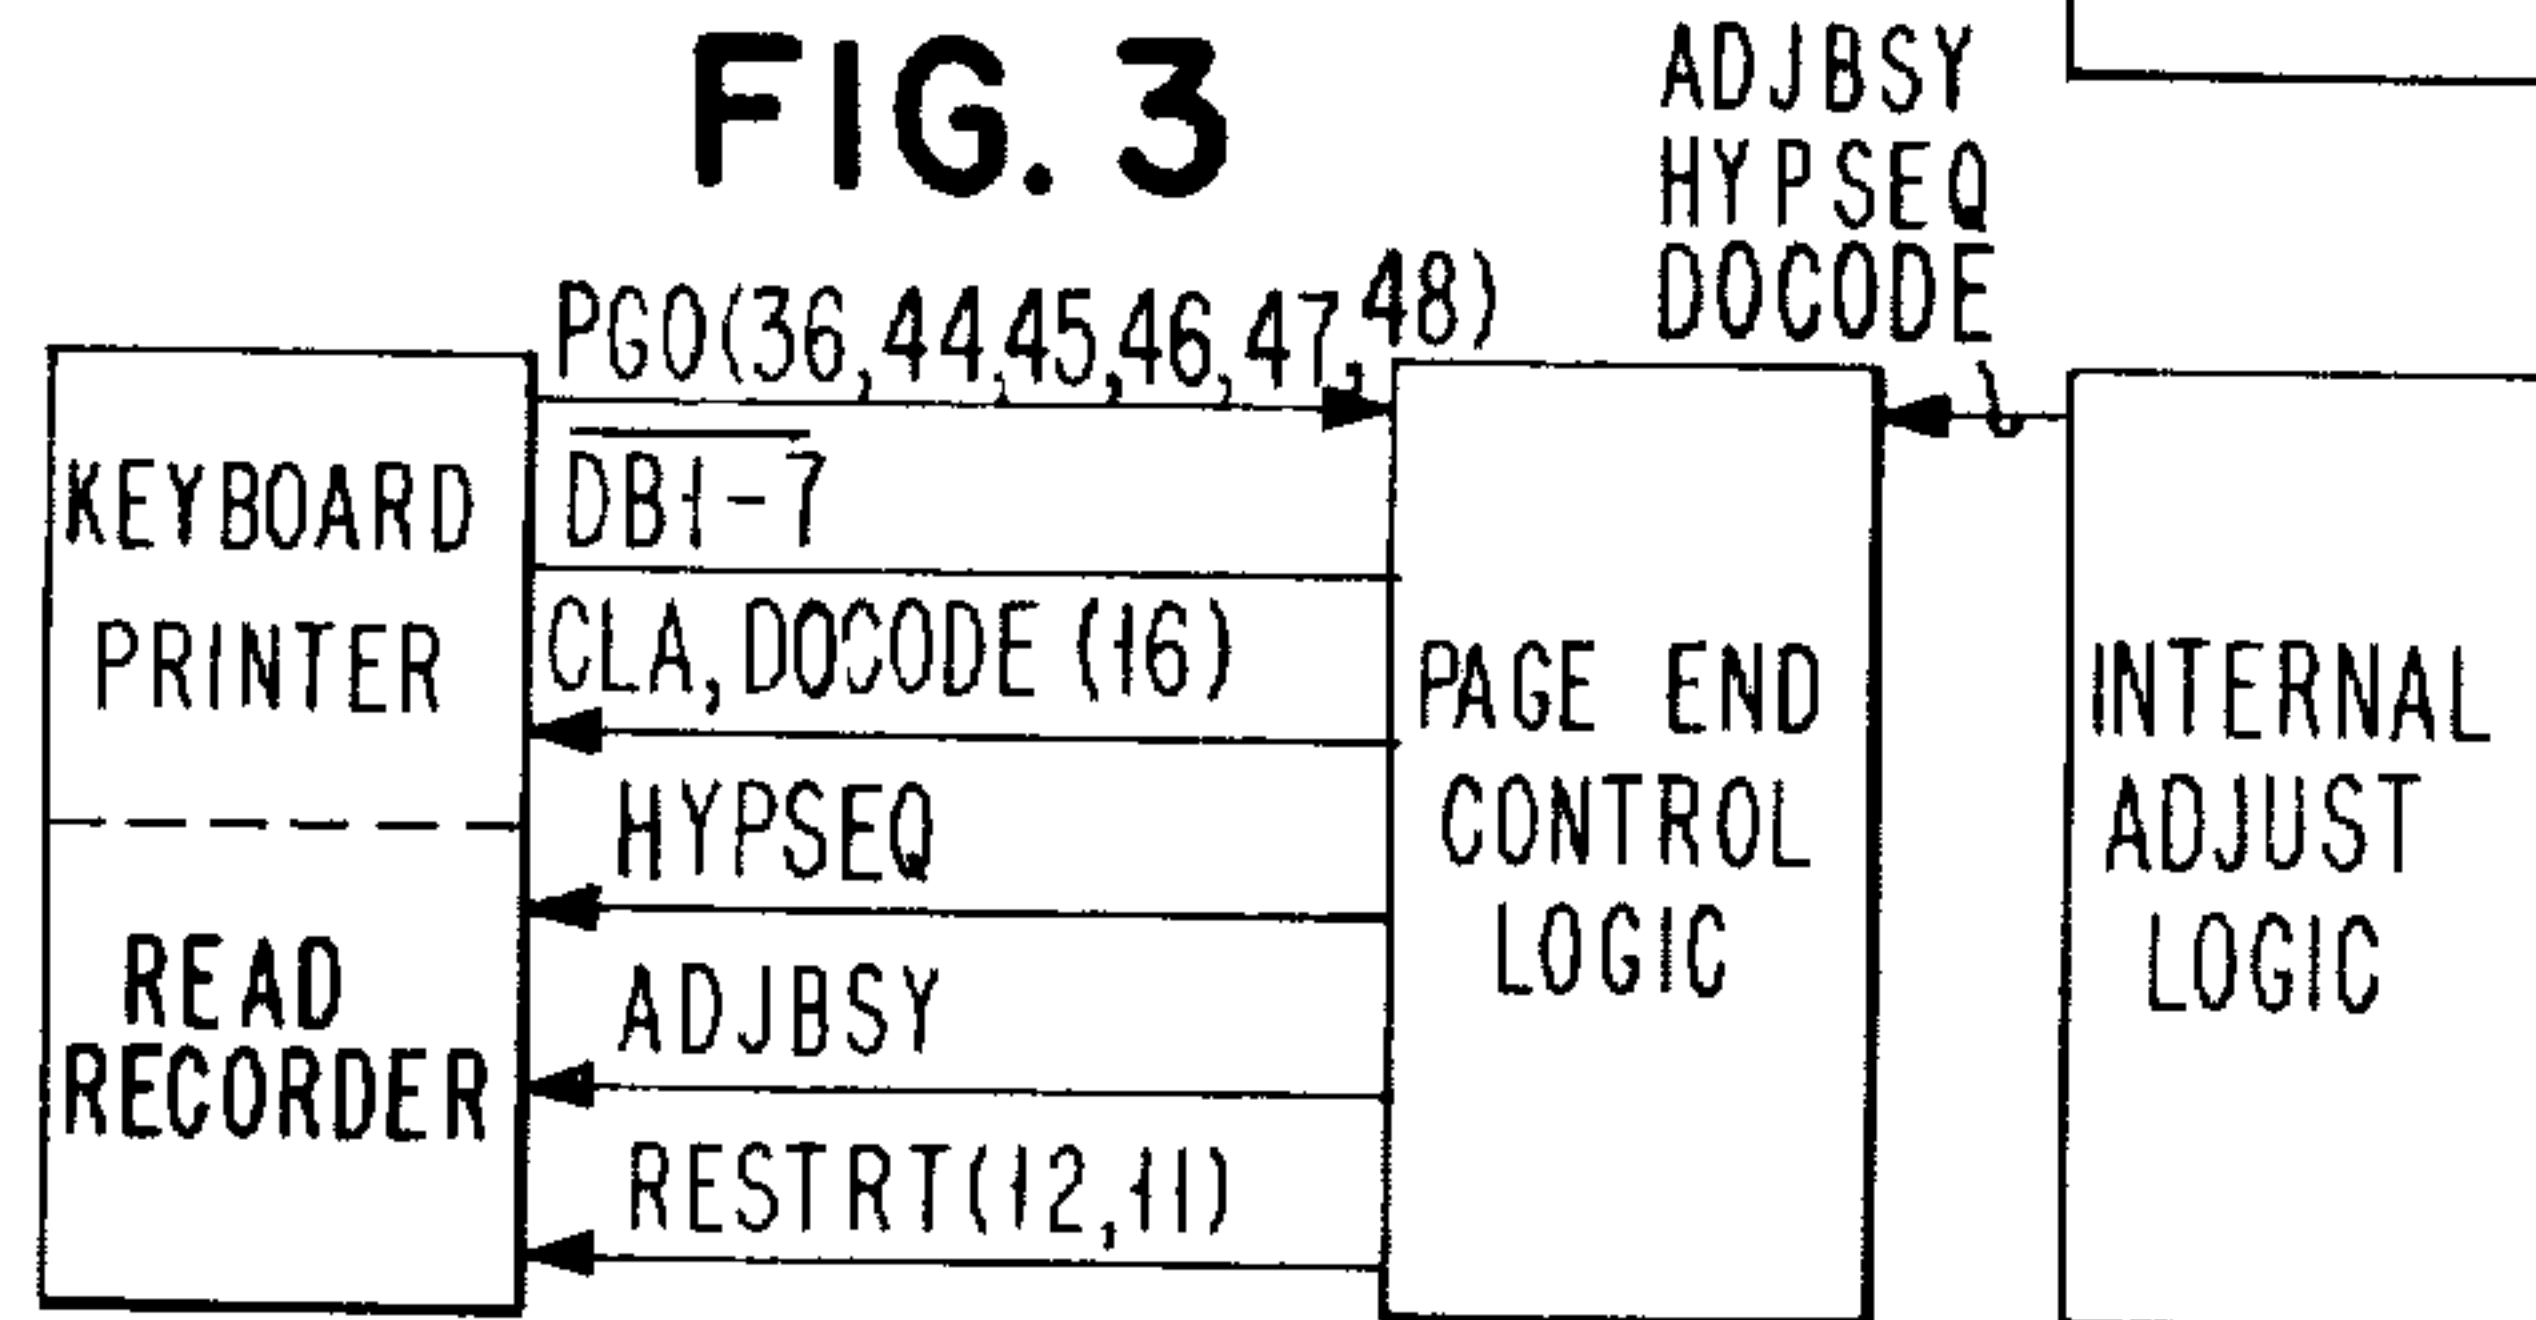 FIG. 3
ADJBSY
HYPSEQ
DOCODE
PGO(36,44,45,46,47,48)
DB1-7
CLA,DOCODE (16)
HYPSEQ
ADJBSY
RESTRT(12,11)
KEYBOARD
PRINTER
READ
RECORDER
PAGE END
CONTROL
LOGIC
INTERNAL
ADJUST
LOGIC